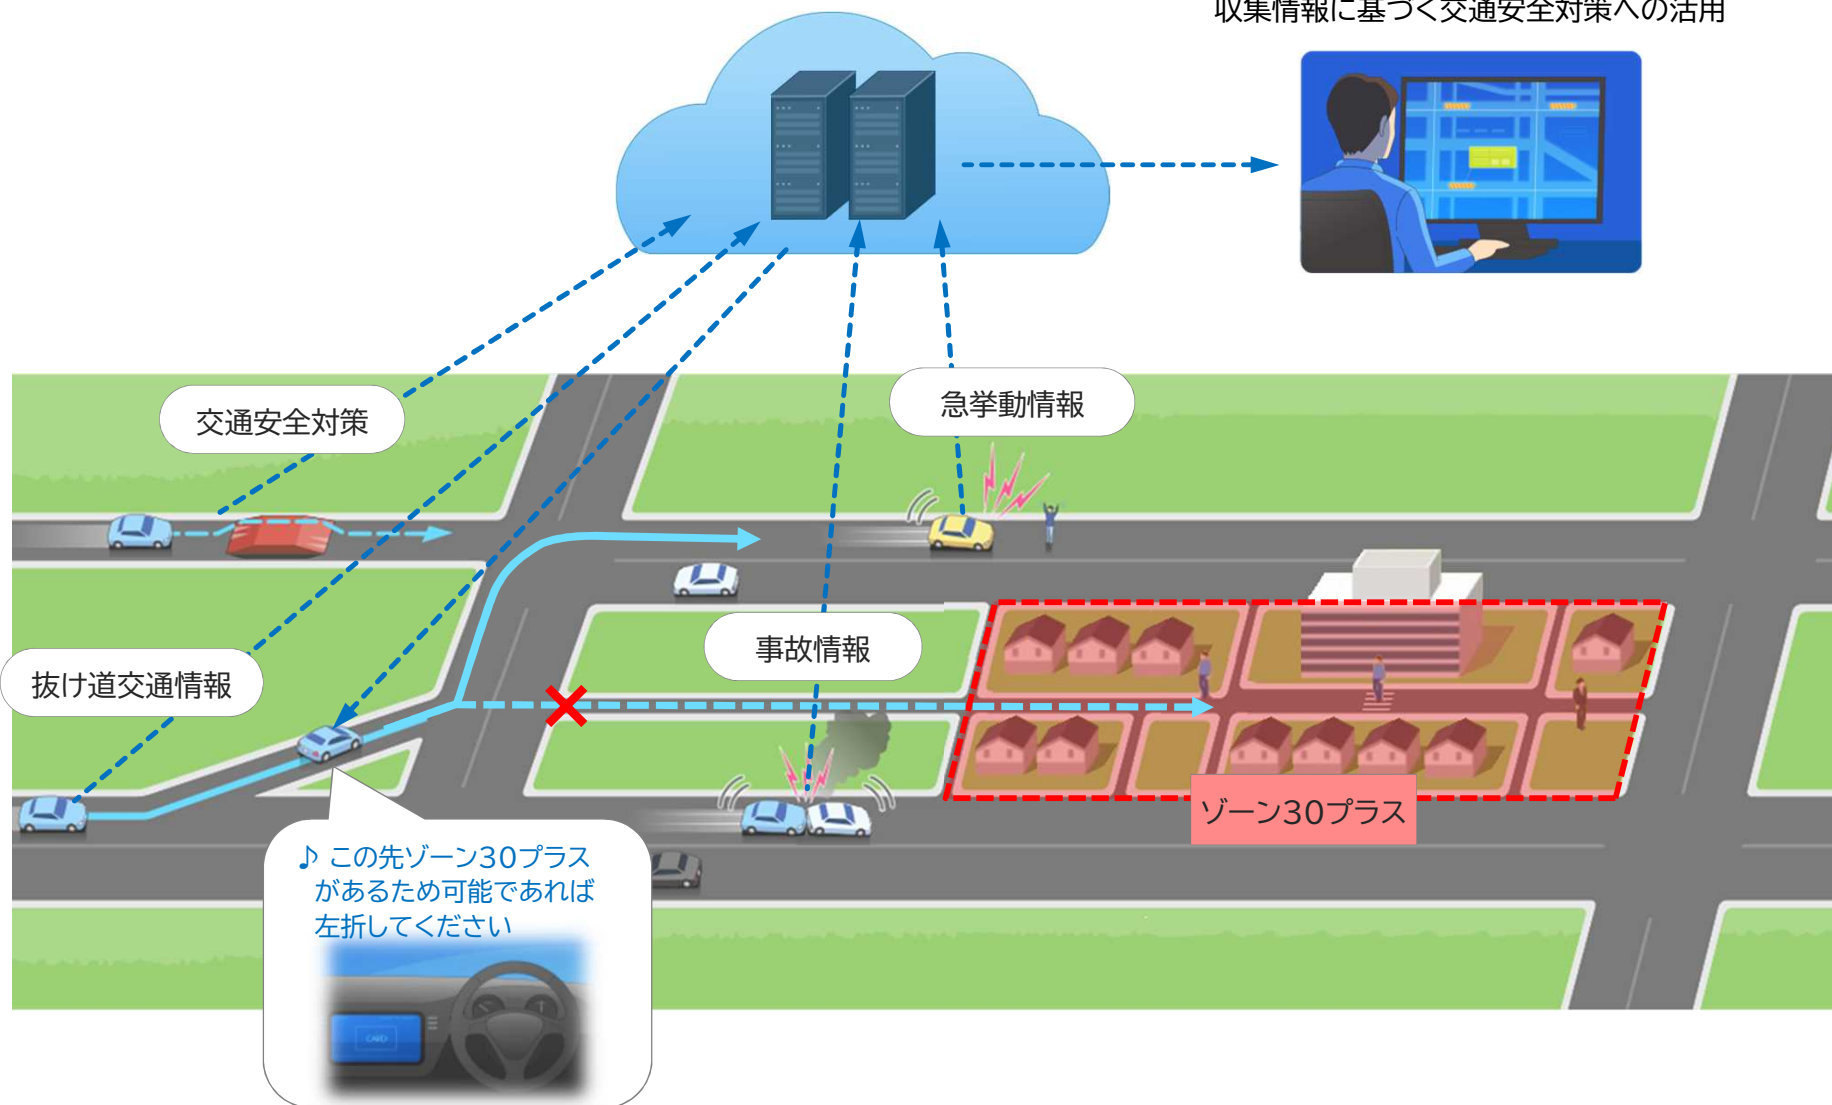 収集情報に基づく交通安全対策への活用
交通安全対策
急挙動情報
事故情報
抜け道交通情報
ゾーン30プラス
♪ この先ゾーン30プラス
があるため可能であれば
左折してください
CARD